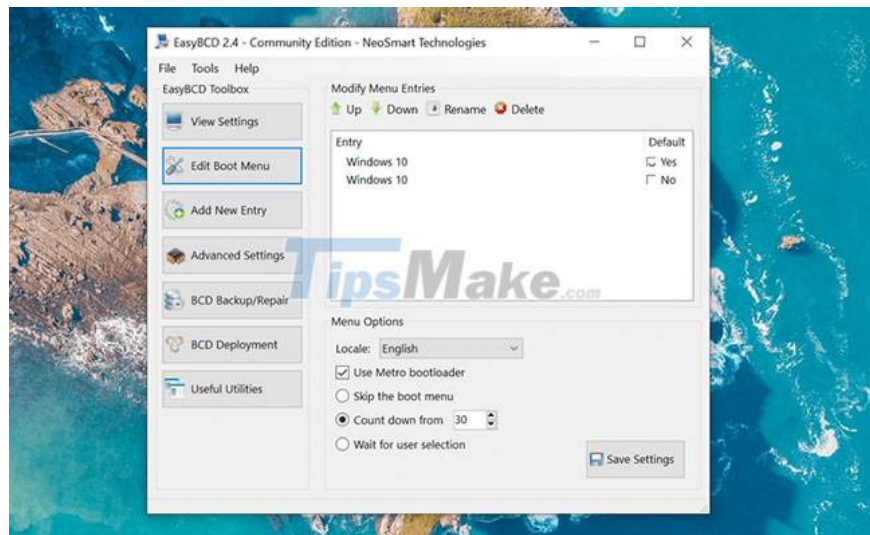 EasyBCD 2.4 - Community Edition - NeoSmart Technologies
File Tools Help
EasyBCD Toolbox
View Settings
Edit Boot Menu
Add New Entry
Advanced Settings
BCD Backup/Repair
BCD Deployment
Useful Utilities
Modify Menu Entries
Up Down Rename Delete
Entry Default
Windows 10 Yes
Windows 10 No
TipsMake.com
Menu Options
Locale: English
Use Metro bootloader
Skip the boot menu
Count down from 30
Wait for user selection
Save Settings